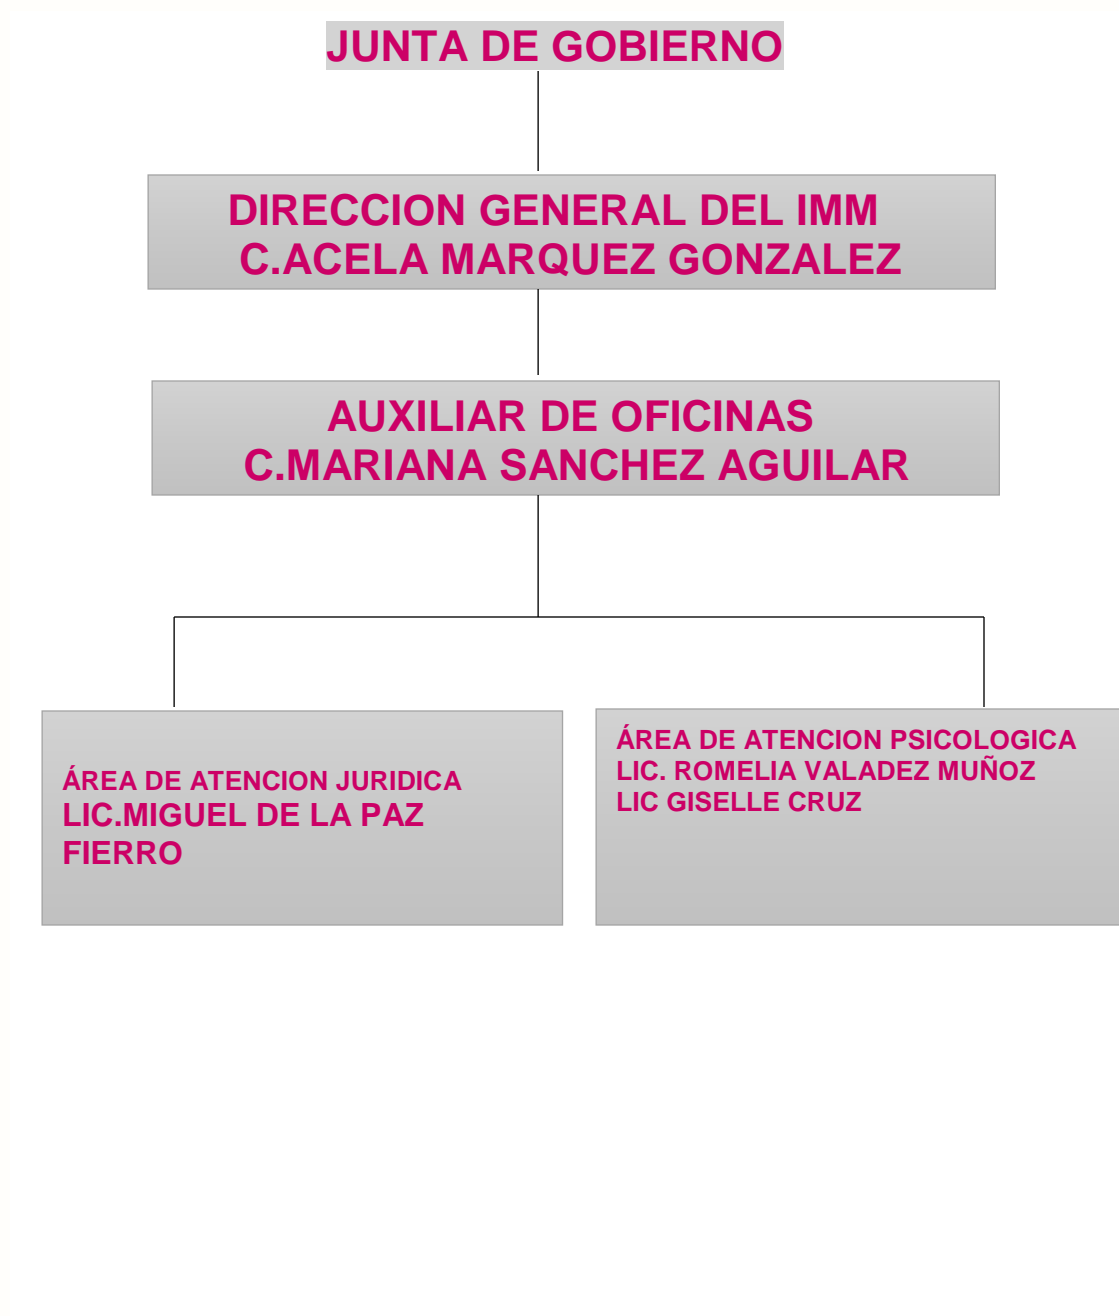 JUNTA DE GOBIERNO
DIRECCION GENERAL DEL IMM
C.ACELA MARQUEZ GONZALEZ
AUXILIAR DE OFICINAS
C.MARIANA SANCHEZ AGUILAR
ÁREA DE ATENCION JURIDICA
LIC.MIGUEL DE LA PAZ
FIERRO
ÁREA DE ATENCION PSICOLOGICA
LIC. ROMELIA VALADEZ MUÑOZ
LIC GISELLE CRUZ